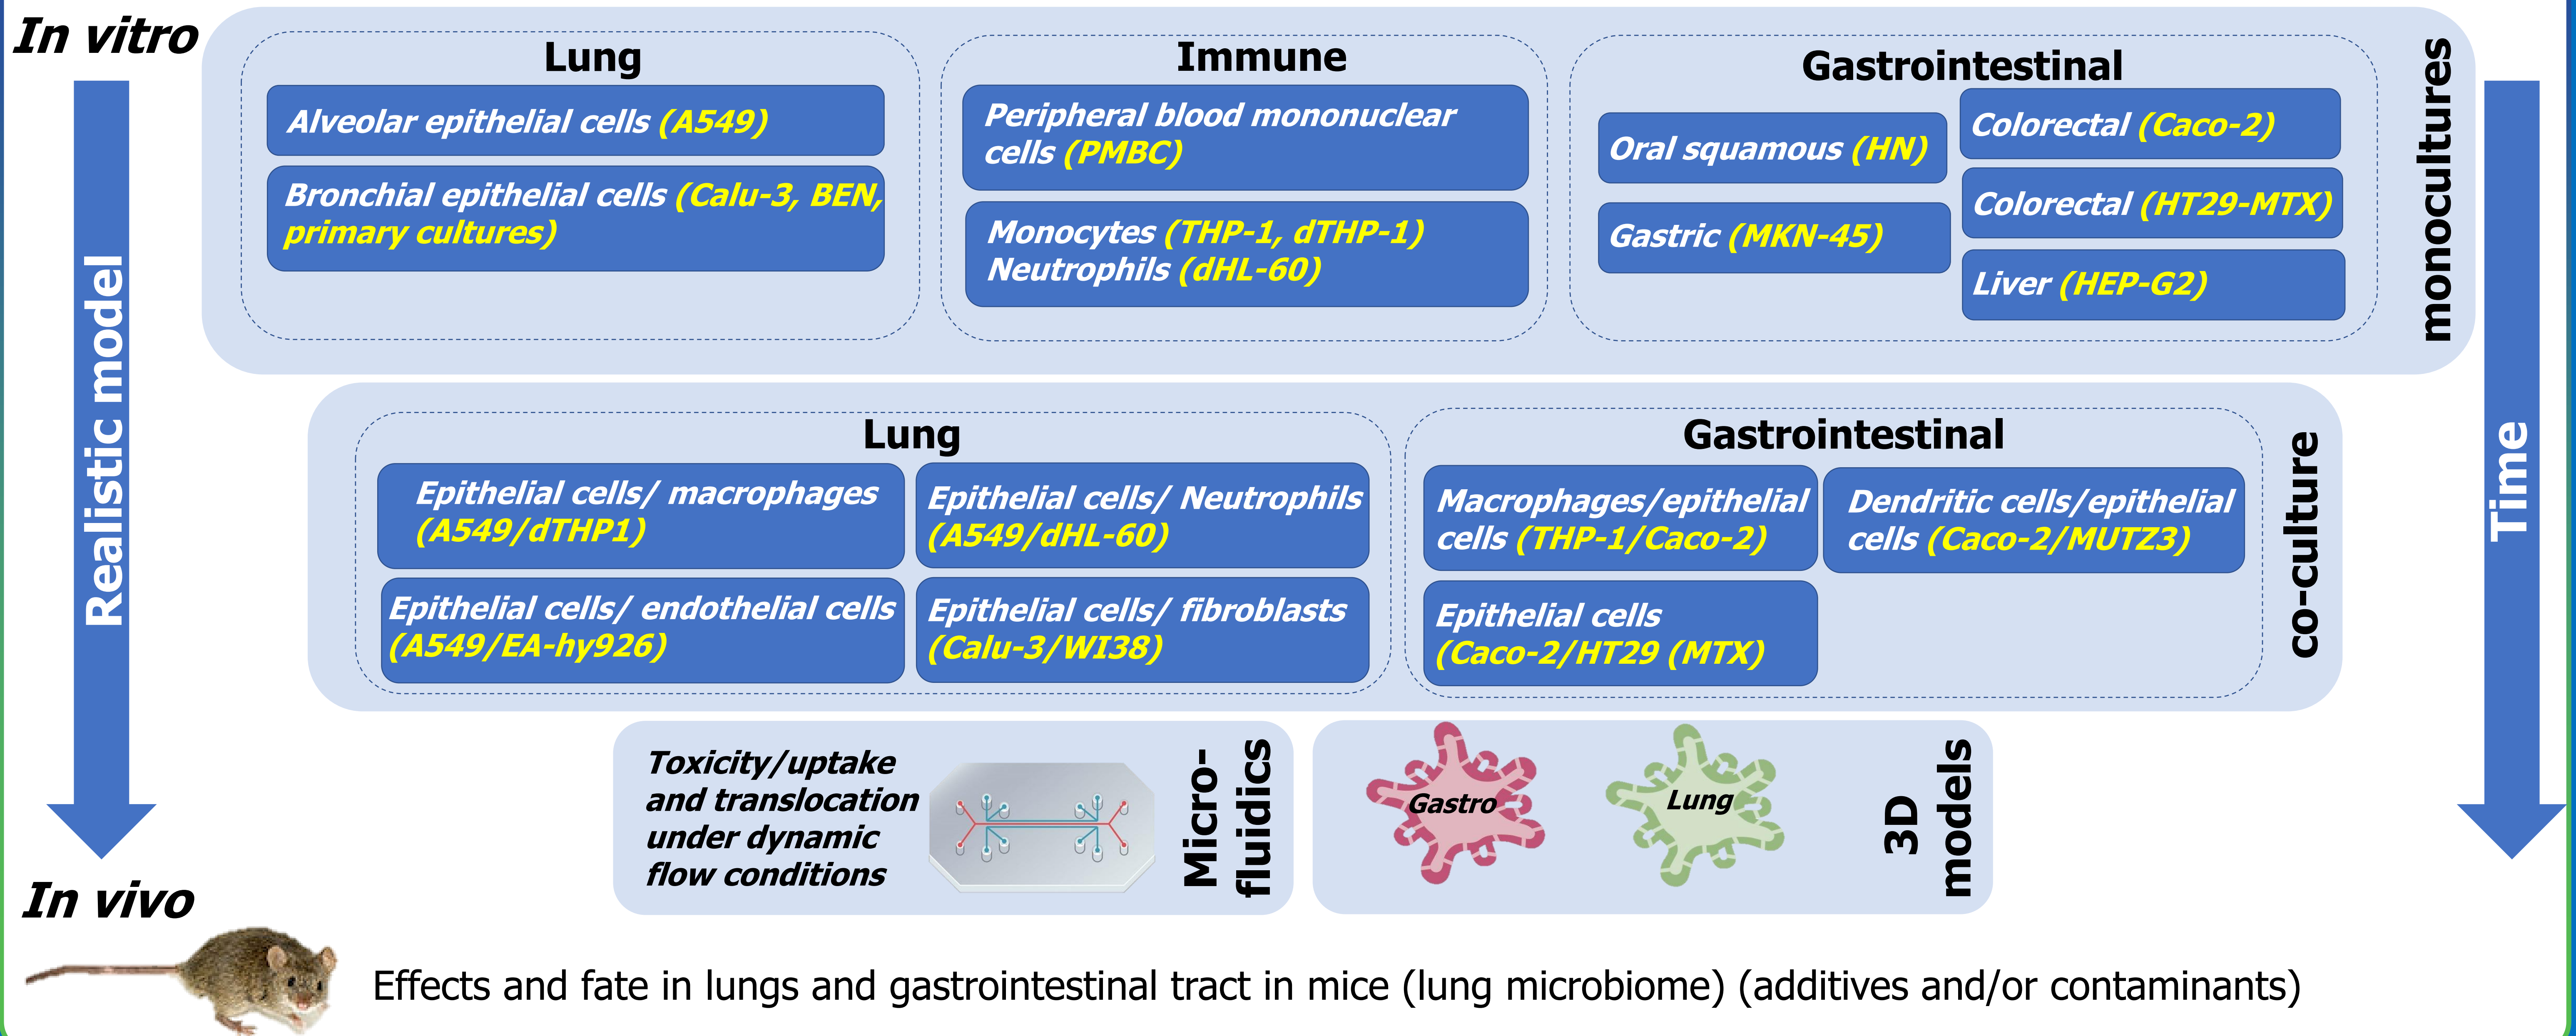 In vitro
Realistic model
In vivo
Lung
Alveolar epithelial cells (A549)
Bronchial epithelial cells (Calu-3, BEN,
primary cultures)
Immune
Peripheral blood mononuclear
cells (PMBC)
Monocytes (THP-1, dTHP-1)
Neutrophils (dHL-60)
Gastrointestinal
Oral squamous (HN)
Gastric (MKN-45)
Colorectal (Caco-2)
Colorectal (HT29-MTX)
Liver (HEP-G2)
monocultures
Time
Lung
Epithelial cells/ macrophages
(A549/dTHP1)
Epithelial cells/ Neutrophils
(A549/dHL-60)
Epithelial cells/ endothelial cells
(A549/EA-hy926)
Epithelial cells/ fibroblasts
(Calu-3/WI38)
Gastrointestinal
Macrophages/epithelial
cells (THP-1/Caco-2)
Dendritic cells/epithelial
cells (Caco-2/MUTZ3)
Epithelial cells
(Caco-2/HT29 (MTX)
co-culture
Toxicity/uptake
and translocation
under dynamic
flow conditions
Micro-
fluidics
Gastro
Lung
3D
models
Effects and fate in lungs and gastrointestinal tract in mice (lung microbiome) (additives and/or contaminants)